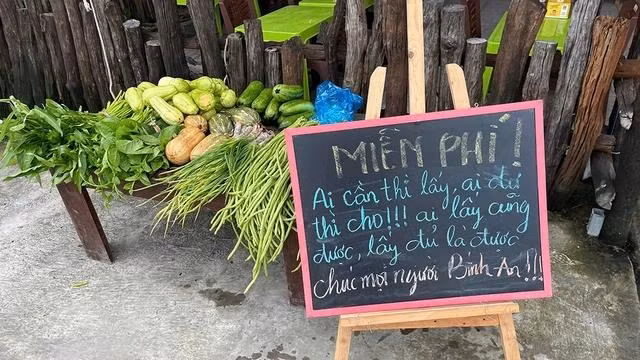 MIỄN PHÍ!
Ai cần thì lấy, ai dư
thì cho!!! ai lấy cũng
được, lấy đủ là được
chúc mọi người Bình An!!!